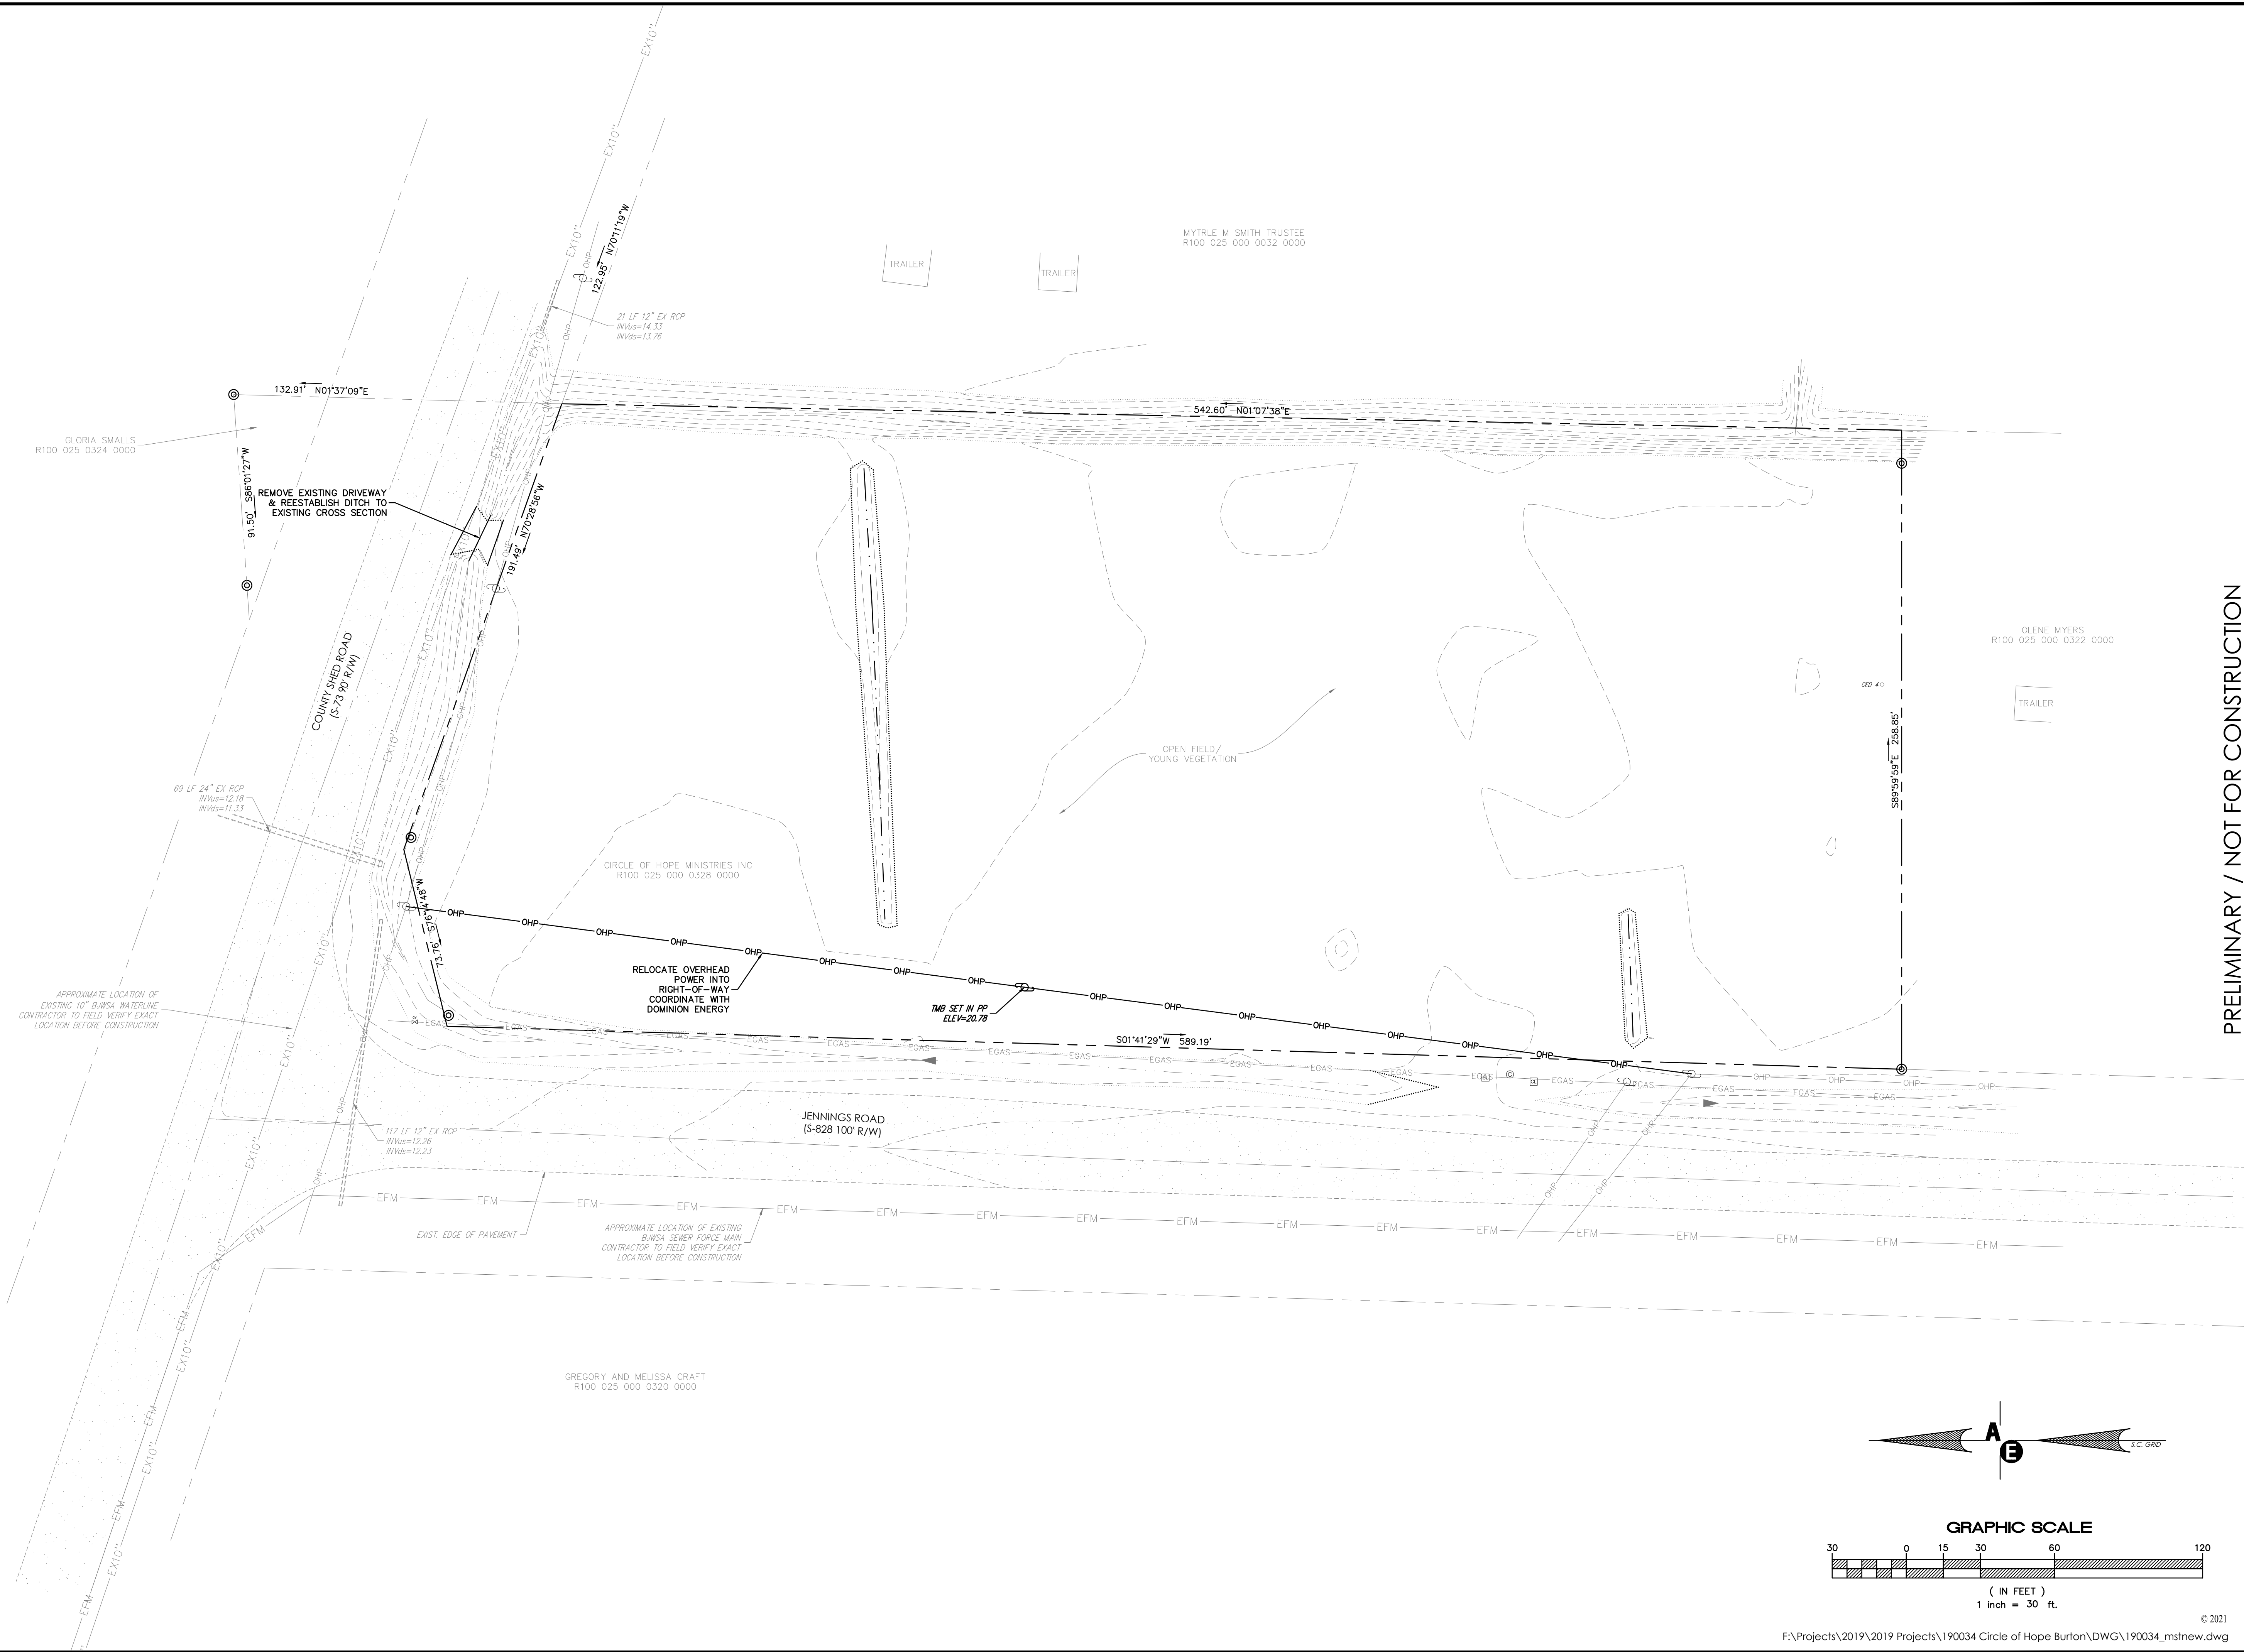 MYTRLE M SMITH TRUSTEE
R100 025 000 0032 0000
TRAILER
TRAILER
122.95' N70°11'19"W
21 LF 12" EX RCP
INVus=14.33
INVds=13.76
132.91' N01°37'09"E
542.60' N01°07'38"E
GLORIA SMALLS
R100 025 0324 0000
91.50' S86°01'27"W
REMOVE EXISTING DRIVEWAY
& REESTABLISH DITCH TO
EXISTING CROSS SECTION
191.49' N70°28'56"W
COUNTY SHED ROAD
(S-73 90' R/W)
OLENE MYERS
R100 025 000 0322 0000
CED 4
TRAILER
S89°59'59"E 258.85'
OPEN FIELD/
YOUNG VEGETATION
69 LF 24" EX RCP
INVus=12.18
INVds=11.33
CIRCLE OF HOPE MINISTRIES INC
R100 025 000 0328 0000
73.76' S76°14'48"W
RELOCATE OVERHEAD
POWER INTO
RIGHT-OF-WAY
COORDINATE WITH
DOMINION ENERGY
TMB SET IN PP
ELEV=20.78
APPROXIMATE LOCATION OF
EXISTING 10" BJWSA WATERLINE
CONTRACTOR TO FIELD VERIFY EXACT
LOCATION BEFORE CONSTRUCTION
S01°41'29"W 589.19'
EX10"
OHP
EGAS
EFM
JENNINGS ROAD
(S-828 100' R/W)
117 LF 12" EX RCP
INVus=12.26
INVds=12.23
EXIST. EDGE OF PAVEMENT
APPROXIMATE LOCATION OF EXISTING
BJWSA SEWER FORCE MAIN
CONTRACTOR TO FIELD VERIFY EXACT
LOCATION BEFORE CONSTRUCTION
GREGORY AND MELISSA CRAFT
R100 025 000 0320 0000
PRELIMINARY / NOT FOR CONSTRUCTION
A
E
S.C. GRID
GRAPHIC SCALE
30 0 15 30 60 120
( IN FEET )
1 inch = 30 ft.
© 2021
F:\Projects\2019\2019 Projects\190034 Circle of Hope Burton\DWG\190034_mstnew.dwg